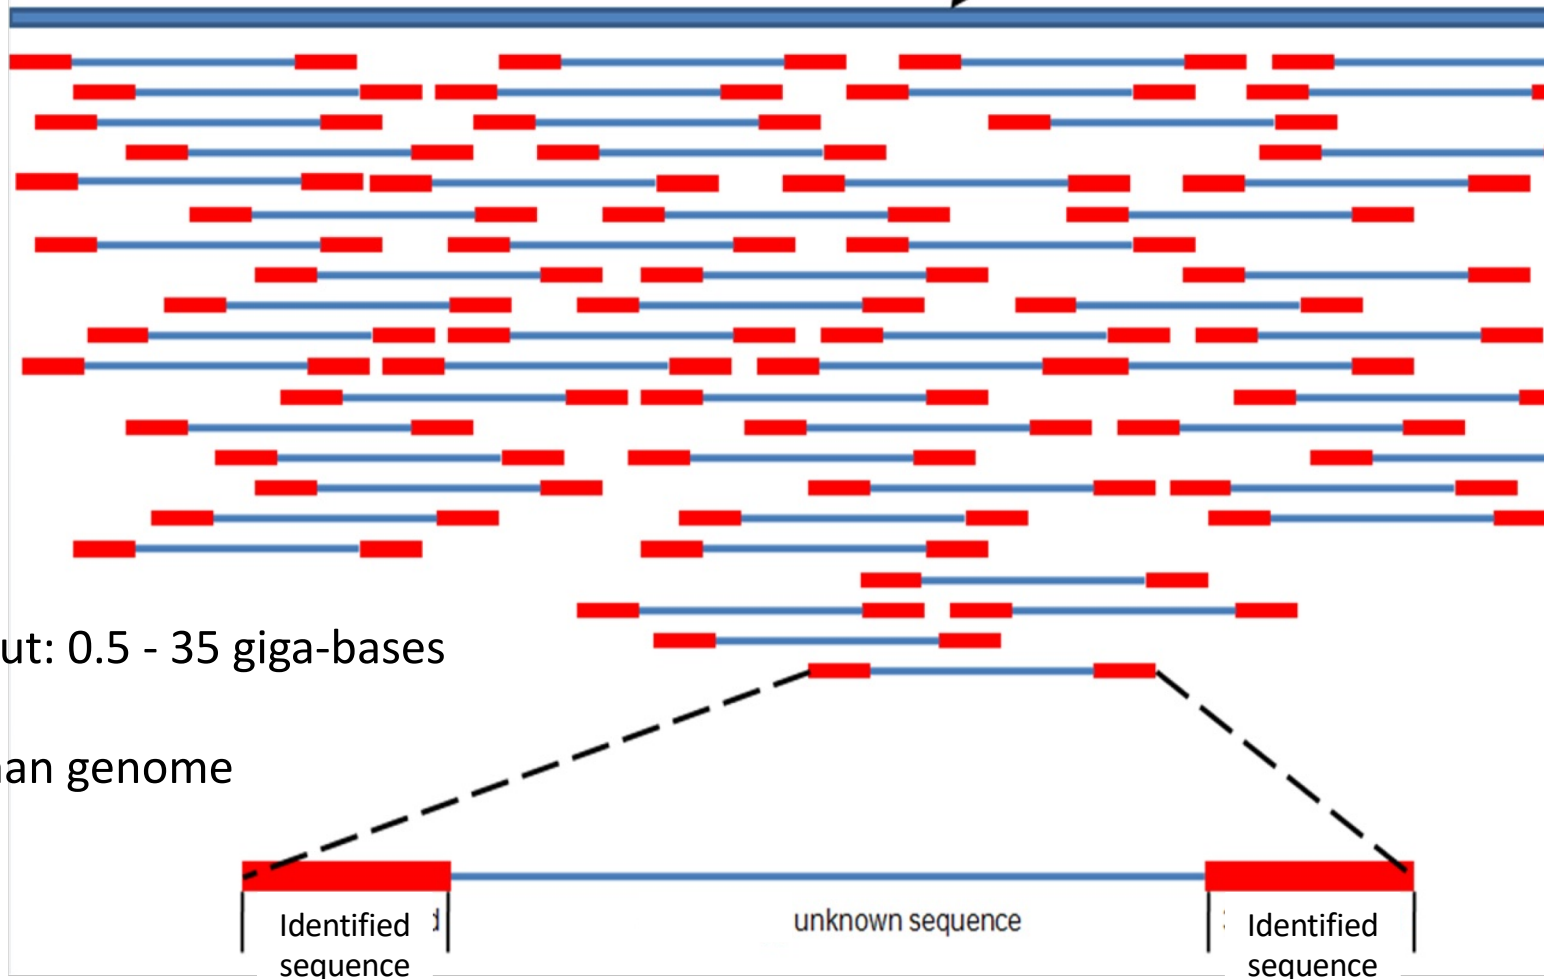 ut: 0.5 - 35 giga-bases
an genome
Identified
sequence
unknown sequence
Identified
sequence